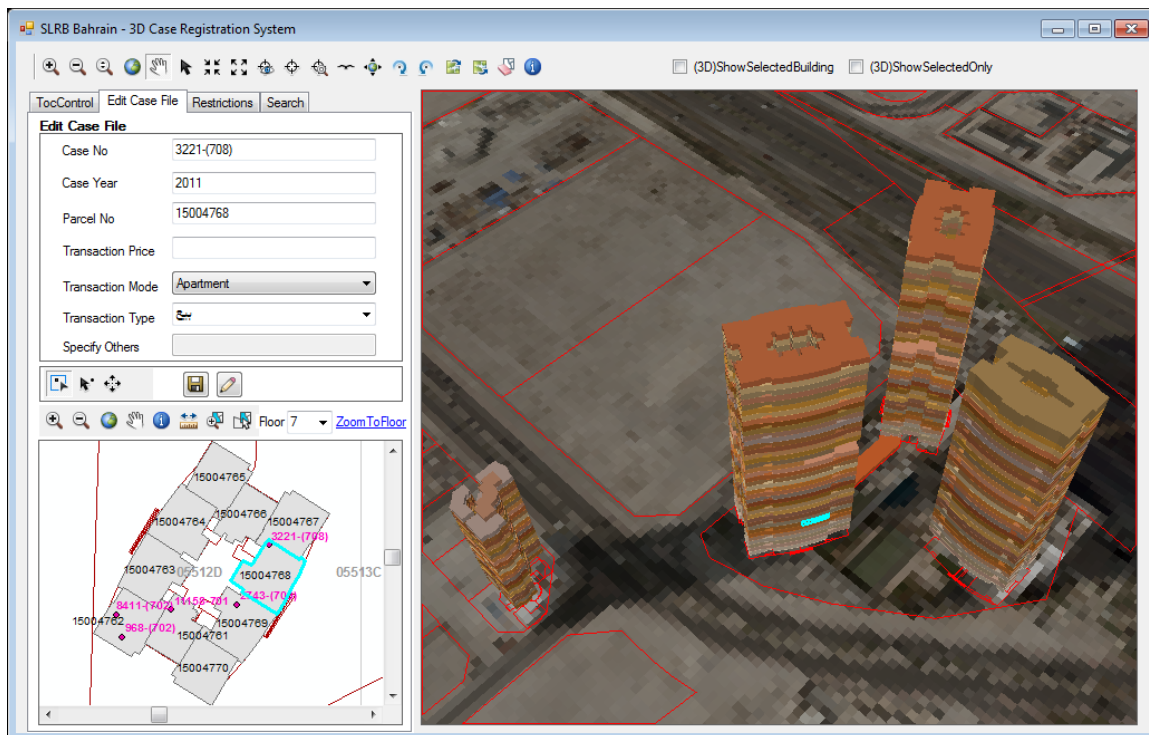 SLRB Bahrain - 3D Case Registration System
(3D)ShowSelectedBuilding (3D)ShowSelectedOnly
TocControl Edit Case File Restrictions Search
Edit Case File
Case No 3221-(708)
Case Year 2011
Parcel No 15004768
Transaction Price
Transaction Mode Apartment
Transaction Type
Specify Others
Floor 7 ZoomToFloor
15004765
15004764 15004766 15004767
3221-(708)
15004763 05512D 15004768 05513C
8411-(702) 11158-701
15004762 968-(702) 15004761 15004769
15004770